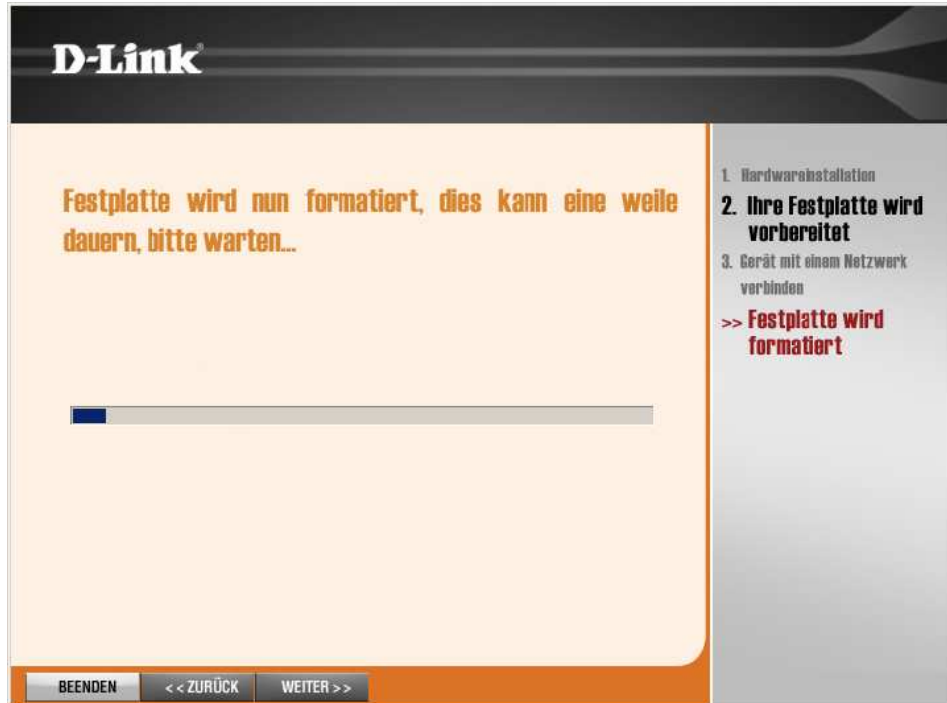 D-Link
Festplatte wird nun formatiert, dies kann eine weile
dauern, bitte warten...
1. Hardwareinstallation
2. Ihre Festplatte wird
vorbereitet
3. Gerät mit einem Netzwerk
verbinden
>> Festplatte wird
formatiert
BEENDEN
<< ZURÜCK
WEITER >>